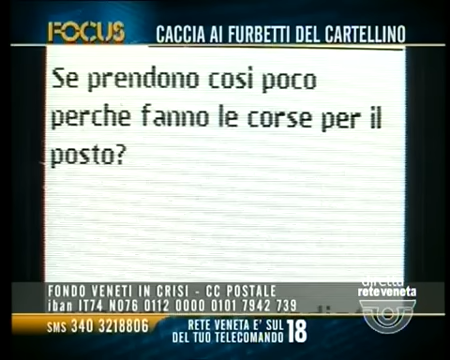 FOCUS
CACCIA AI FURBETTI DEL CARTELLINO
Se prendono cosi poco
perche fanno le corse per il
posto?
FONDO VENETI IN CRISI - CC POSTALE
iban IT74 N076 0112 0000 0101 7942 739
diretta
reteveneta
SMS 340 3218806
RETE VENETA E' SUL
DEL TUO TELECOMANDO
18